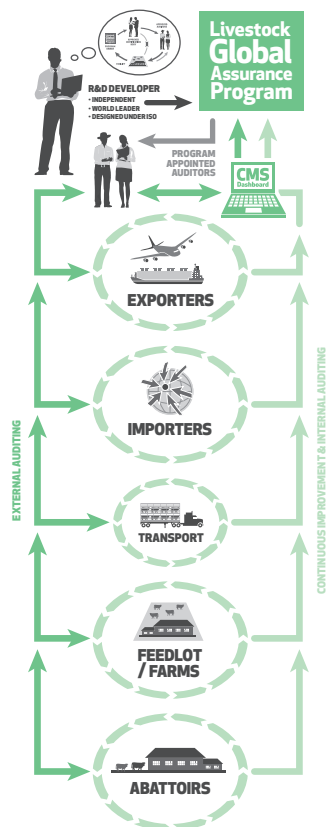 Livestock
Global
Assurance
Program
R&D DEVELOPER
• INDEPENDENT
• WORLD LEADER
• DESIGNED UNDER ISO
PROGRAM
APPOINTED
AUDITORS
CMS
Dashboard
EXPORTERS
IMPORTERS
TRANSPORT
FEEDLOT
/ FARMS
ABATTOIRS
EXTERNAL AUDITING
CONTINUOUS IMPROVEMENT & INTERNAL AUDITING